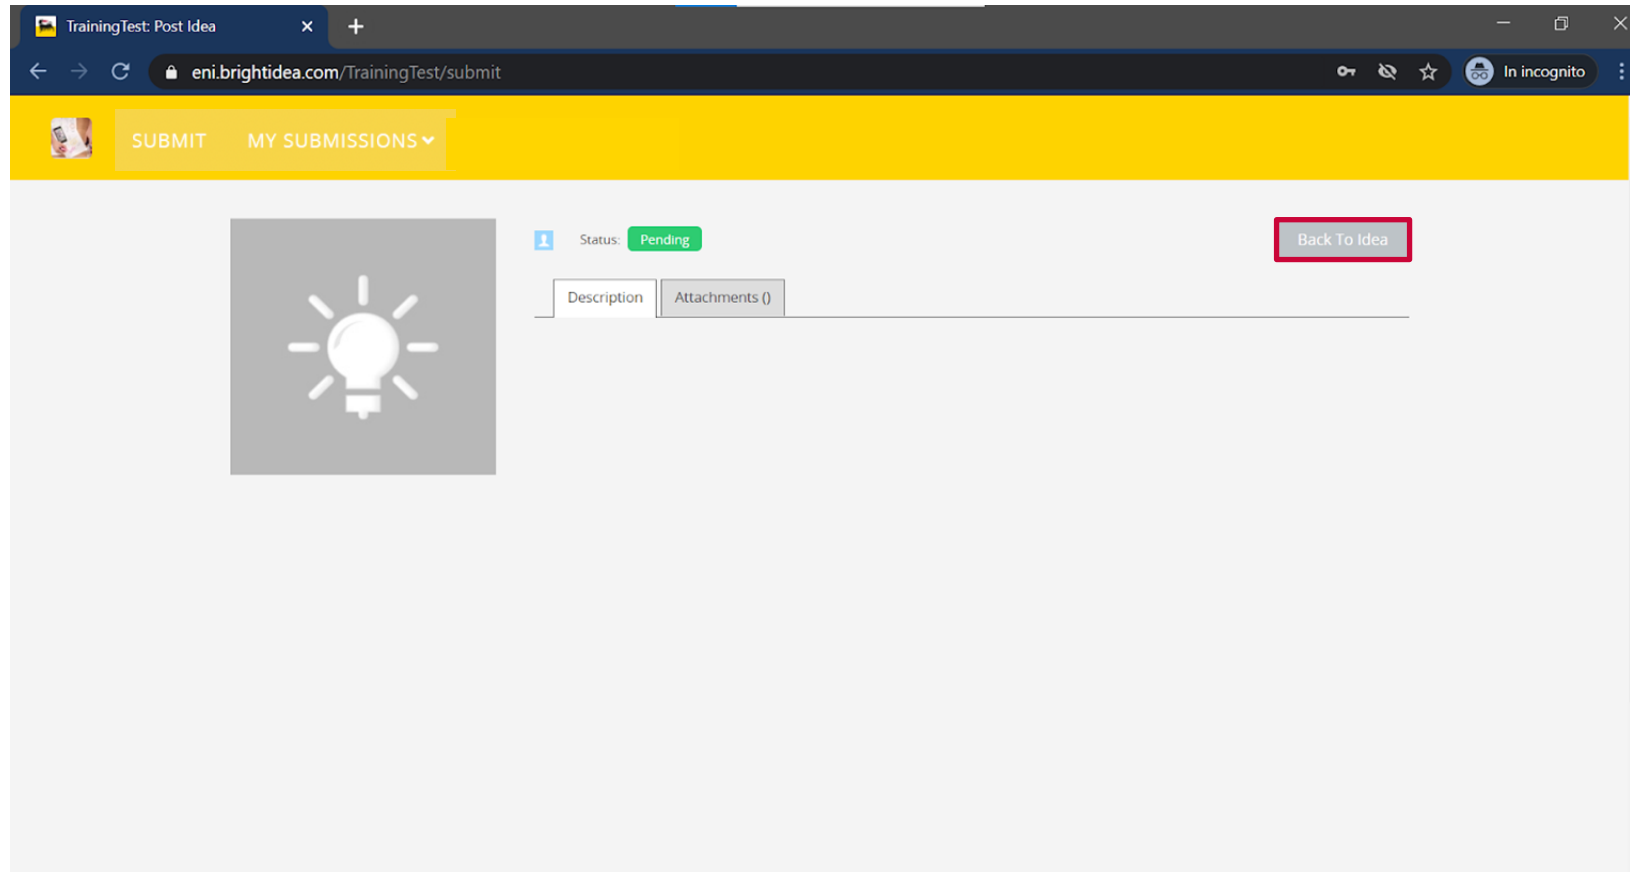 TrainingTest: Post Idea
eni.brightidea.com/TrainingTest/submit
In incognito
SUBMIT MY SUBMISSIONS
Status: Pending
Back To Idea
Description Attachments ()